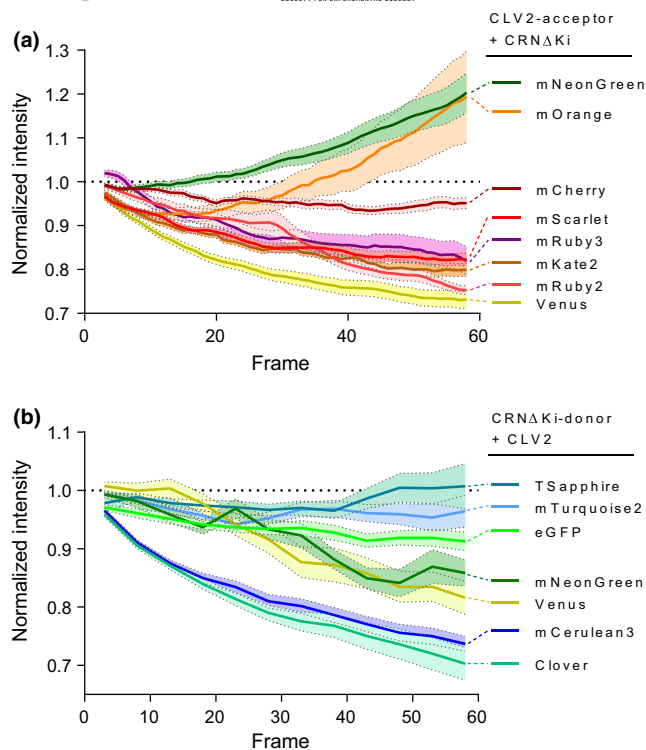 (a)
CLV2-acceptor
+ CRNΔKi
1.3
1.2
1.1
1.0
0.9
0.8
0.7
Normalized intensity
0
20
40
60
Frame
mNeonGreen
mOrange
mCherry
mScarlet
mRuby3
mKate2
mRuby2
Venus
(b)
CRNΔKi-donor
+ CLV2
1.1
1.0
0.9
0.8
0.7
Normalized intensity
0
10
20
30
40
50
60
Frame
TSapphire
mTurquoise2
eGFP
mNeonGreen
Venus
mCerulean3
Clover